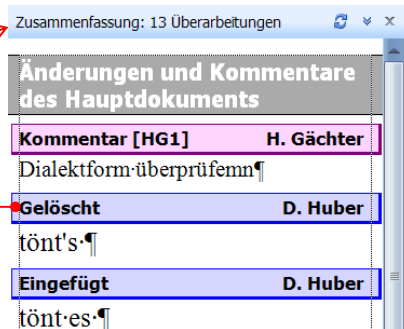 Zusammenfassung: 13 Überarbeitungen
Änderungen und Kommentare
des Hauptdokuments
Kommentar [HG1] H. Gächter
Dialektform·überprüfemn¶
Gelöscht D. Huber
tönt's·¶
Eingefügt D. Huber
tönt·es·¶